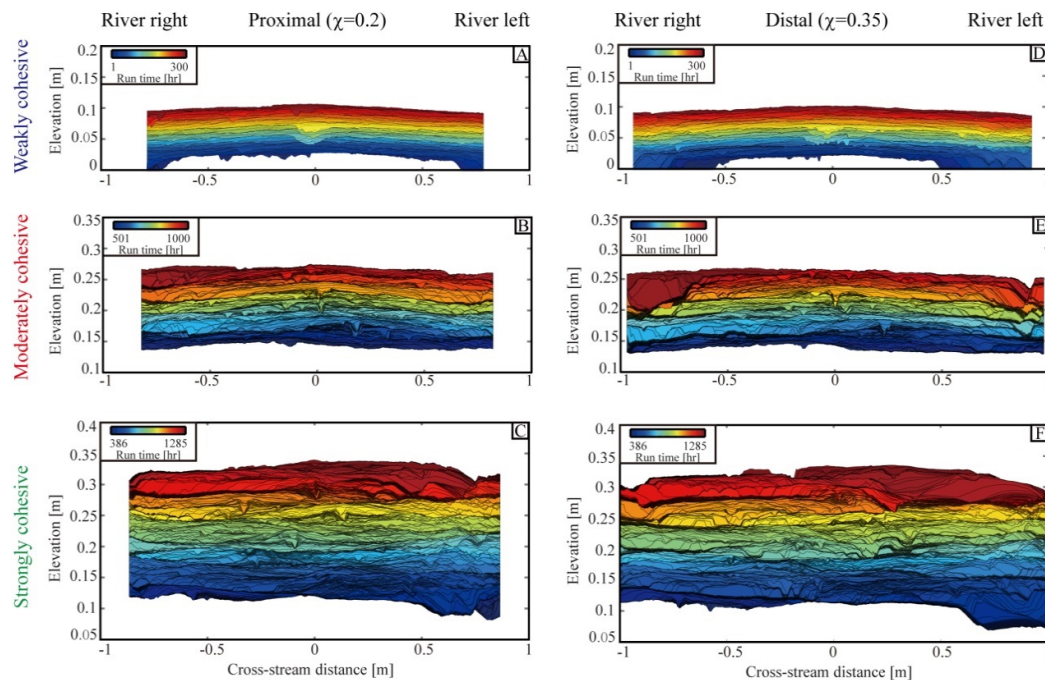 River right Proximal (χ=0.2) River left River right Distal (χ=0.35) River left
Weakly cohesive
Elevation [m]
0.2
0.15
0.1
0.05
0
1 300
Run time [hr]
A
-1 -0.5 0 0.5 1
Elevation [m]
0.2
0.15
0.1
0.05
0
1 300
Run time [hr]
D
-1 -0.5 0 0.5 1
Moderately cohesive
Elevation [m]
0.35
0.3
0.25
0.2
0.15
0.1
501 1000
Run time [hr]
B
-1 -0.5 0 0.5 1
Elevation [m]
0.35
0.3
0.25
0.2
0.15
0.1
501 1000
Run time [hr]
E
-1 -0.5 0 0.5 1
Strongly cohesive
Elevation [m]
0.4
0.35
0.3
0.25
0.2
0.15
0.1
0.05
386 1285
Run time [hr]
C
-1 -0.5 0 0.5 1
Cross-stream distance [m]
Elevation [m]
0.4
0.35
0.3
0.25
0.2
0.15
0.1
0.05
386 1285
Run time [hr]
F
-1 -0.5 0 0.5 1
Cross-stream distance [m]